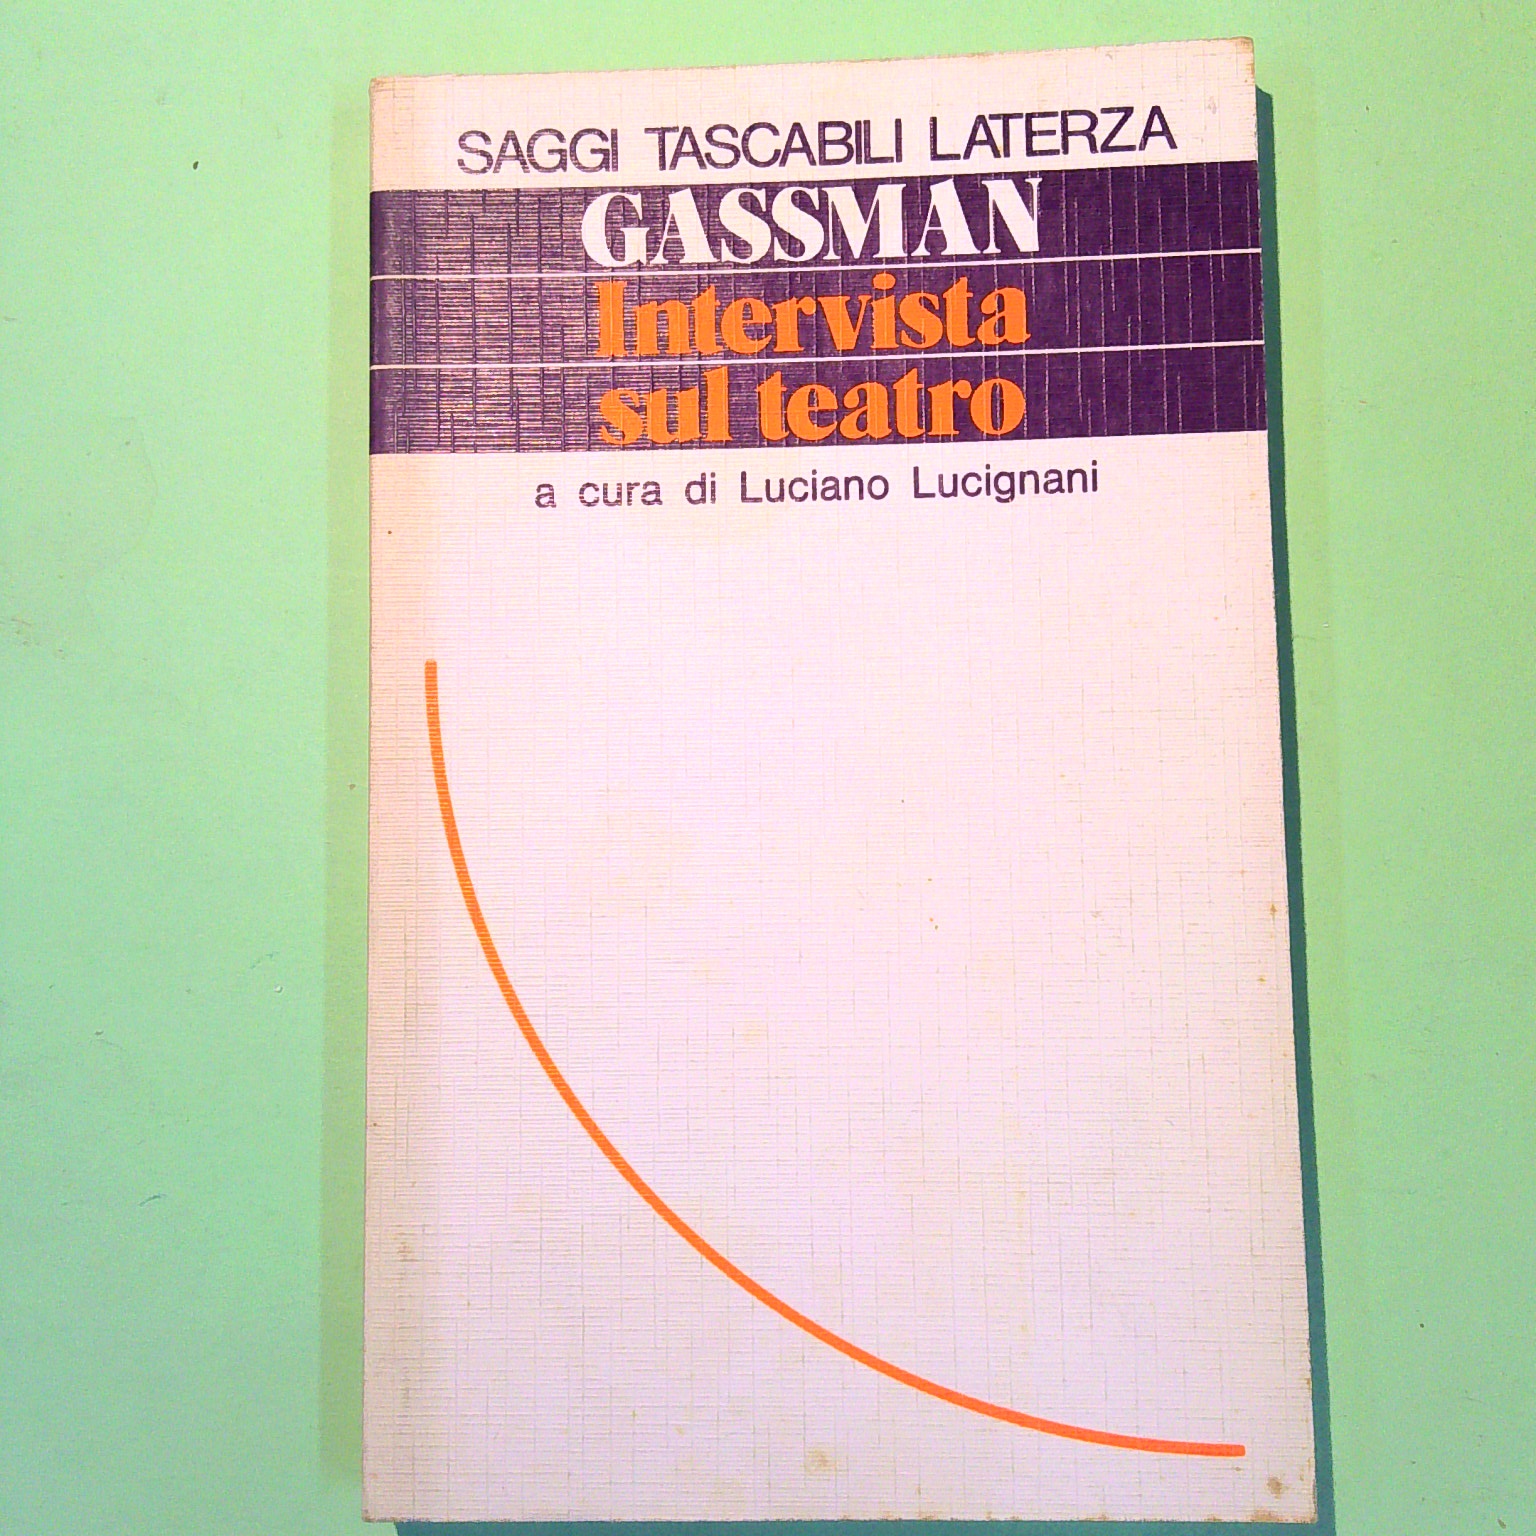 SAGGI TASCABILI LATERZA
GASSMAN
Intervista
sul teatro
a cura di Luciano Lucignani